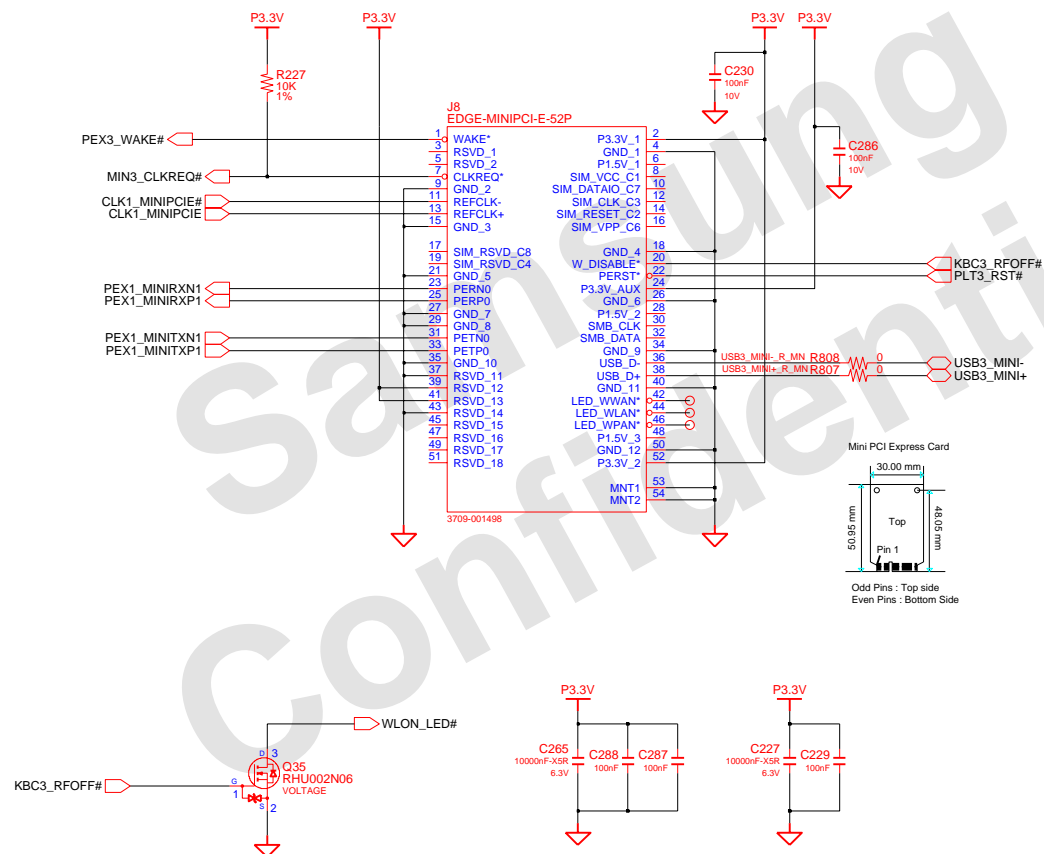 P3.3V
P3.3V
P3.3V
P3.3V
R227
10K
1%
C230
100nF
10V
C286
100nF
10V
J8
EDGE-MINIPCI-E-52P
PEX3_WAKE#
MIN3_CLKREQ#
CLK1_MINIPCIE#
CLK1_MINIPCIE
PEX1_MINIRXN1
PEX1_MINIRXP1
PEX1_MINITXN1
PEX1_MINITXP1
1 WAKE*
3 RSVD_1
5 RSVD_2
7 CLKREQ*
9 GND_2
11 REFCLK-
13 REFCLK+
15 GND_3
17 SIM_RSVD_C8
19 SIM_RSVD_C4
21 GND_5
23 PERN0
25 PERP0
27 GND_7
29 GND_8
31 PETN0
33 PETP0
35 GND_10
37 RSVD_11
39 RSVD_12
41 RSVD_13
43 RSVD_14
45 RSVD_15
47 RSVD_16
49 RSVD_17
51 RSVD_18
P3.3V_1 2
GND_1 4
P1.5V_1 6
SIM_VCC_C1 8
SIM_DATAIO_C7 10
SIM_CLK_C3 12
SIM_RESET_C2 14
SIM_VPP_C6 16
GND_4 18
W_DISABLE* 20
PERST* 22
P3.3V_AUX 24
GND_6 26
P1.5V_2 28
SMB_CLK 30
SMB_DATA 32
GND_9 34
USB_D- 36
USB_D+ 38
GND_11 40
LED_WWAN* 42
LED_WLAN* 44
LED_WPAN* 46
P1.5V_3 48
GND_12 50
P3.3V_2 52
MNT1 53
MNT2 54
3709-001498
KBC3_RFOFF#
PLT3_RST#
USB3_MINI-_R_MN R808 0 USB3_MINI-
USB3_MINI+_R_MN R807 0 USB3_MINI+
Mini PCI Express Card
30.00 mm
50.95 mm
48.05 mm
Top
Pin 1
Odd Pins : Top side
Even Pins : Bottom Side
WLON_LED#
KBC3_RFOFF#
D 3
G
1
S 2
Q35
RHU002N06
VOLTAGE
P3.3V
C265
10000nF-X5R
6.3V
C288
100nF
C287
100nF
P3.3V
C227
10000nF-X5R
6.3V
C229
100nF
Samsung
Confidenti